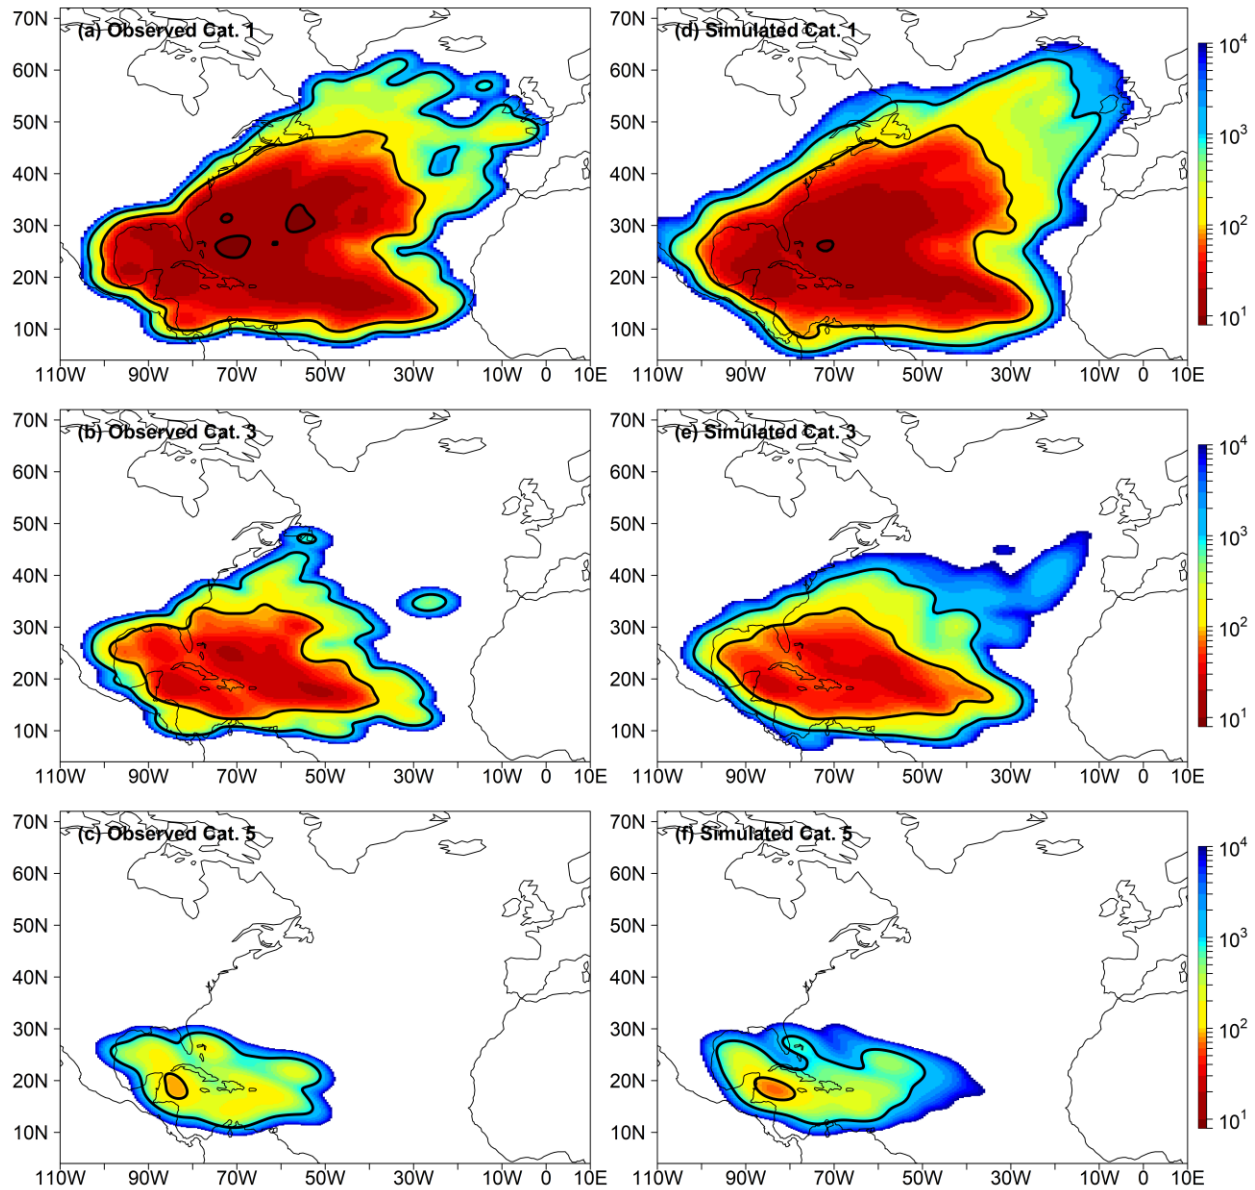 (a) Observed Cat. 1
70N
60N
50N
40N
30N
20N
10N
110W 90W 70W 50W 30W 10W 0 10E
(d) Simulated Cat. 1
70N
60N
50N
40N
30N
20N
10N
110W 90W 70W 50W 30W 10W 0 10E
10^4
10^3
10^2
10^1
(b) Observed Cat. 3
70N
60N
50N
40N
30N
20N
10N
110W 90W 70W 50W 30W 10W 0 10E
(e) Simulated Cat. 3
70N
60N
50N
40N
30N
20N
10N
110W 90W 70W 50W 30W 10W 0 10E
10^4
10^3
10^2
10^1
(c) Observed Cat. 5
70N
60N
50N
40N
30N
20N
10N
110W 90W 70W 50W 30W 10W 0 10E
(f) Simulated Cat. 5
70N
60N
50N
40N
30N
20N
10N
110W 90W 70W 50W 30W 10W 0 10E
10^4
10^3
10^2
10^1